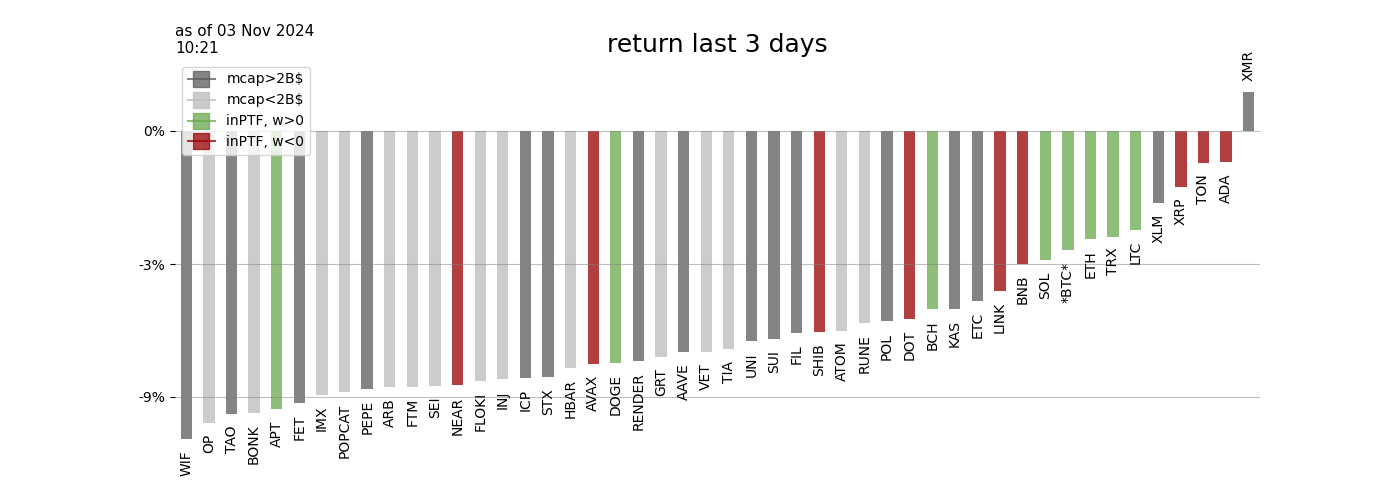 as of 03 Nov 2024
10:21
return last 3 days
mcap>2B$
mcap<2B$
inPTF, w>0
inPTF, w<0
0%
-3%
-9%
WIF
OP
TAO
BONK
APT
FET
IMX
POPCAT
PEPE
ARB
FTM
SEI
NEAR
FLOKI
INJ
ICP
STX
HBAR
AVAX
DOGE
RENDER
GRT
AAVE
VET
TIA
UNI
SUI
FIL
SHIB
ATOM
RUNE
POL
DOT
BCH
KAS
ETC
LINK
BNB
SOL
*BTC*
ETH
TRX
LTC
XLM
XRP
TON
ADA
XMR